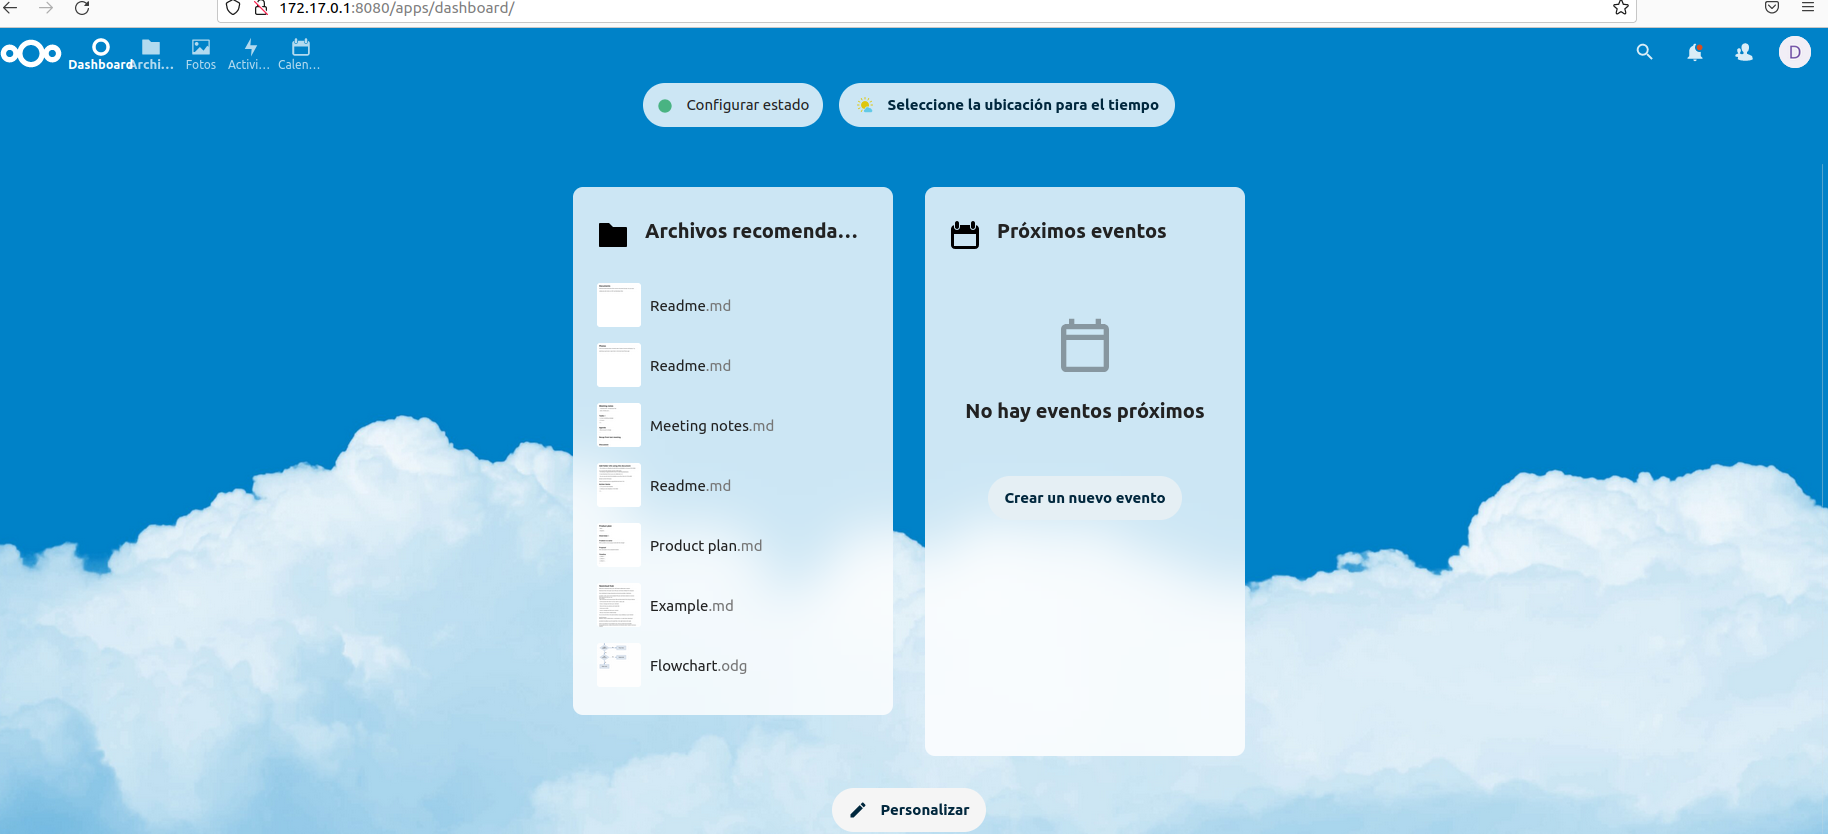 172.17.0.1:8080/apps/dashboard/
Dashboard
Archi...
Fotos
Activi...
Calen...
D
Configurar estado
Seleccione la ubicación para el tiempo
Archivos recomenda...
Readme.md
Readme.md
Meeting notes.md
Readme.md
Product plan.md
Example.md
Flowchart.odg
Próximos eventos
No hay eventos próximos
Crear un nuevo evento
Personalizar